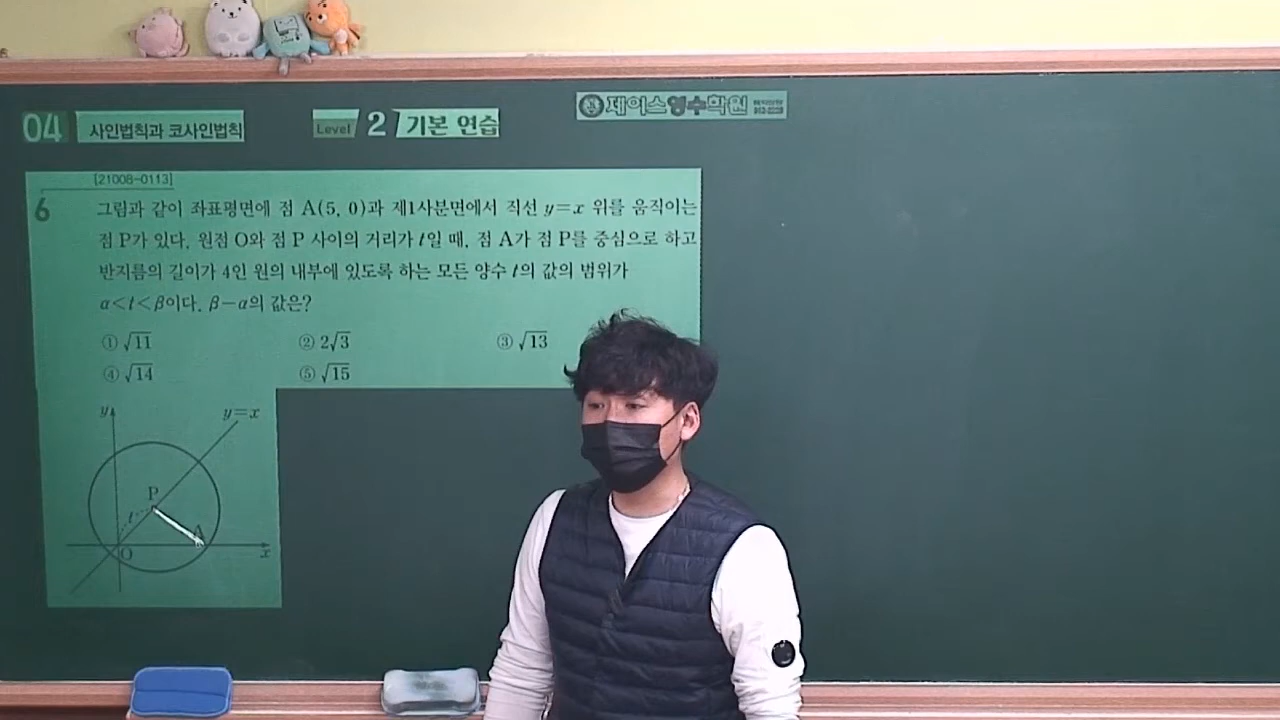 04 사인법칙과 코사인법칙
Level 2 기본 연습
제이스영수학원
[21008-0113]
6 그림과 같이 좌표평면에 점 A(5, 0)과 제1사분면에서 직선 y=x 위를 움직이는
점 P가 있다. 원점 O와 점 P 사이의 거리가 t일 때, 점 A가 점 P를 중심으로 하고
반지름의 길이가 4인 원의 내부에 있도록 하는 모든 양수 t의 값의 범위가
α<t<β이다. β-α의 값은?
① √11 ② 2√3 ③ √13
④ √14 ⑤ √15
y y=x
P
t A
O x